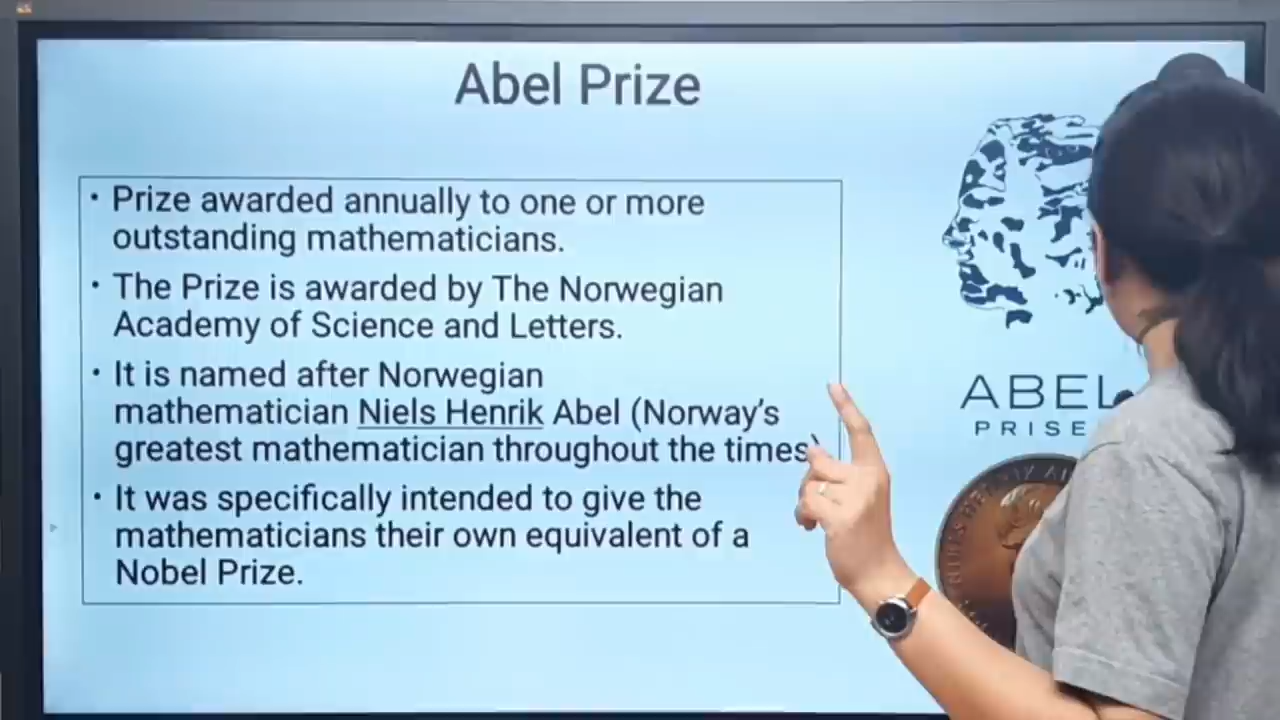 Abel Prize
• Prize awarded annually to one or more
outstanding mathematicians.
• The Prize is awarded by The Norwegian
Academy of Science and Letters.
• It is named after Norwegian
mathematician Niels Henrik Abel (Norway's
greatest mathematician throughout the times)
• It was specifically intended to give the
mathematicians their own equivalent of a
Nobel Prize.
ABEL
PRISE